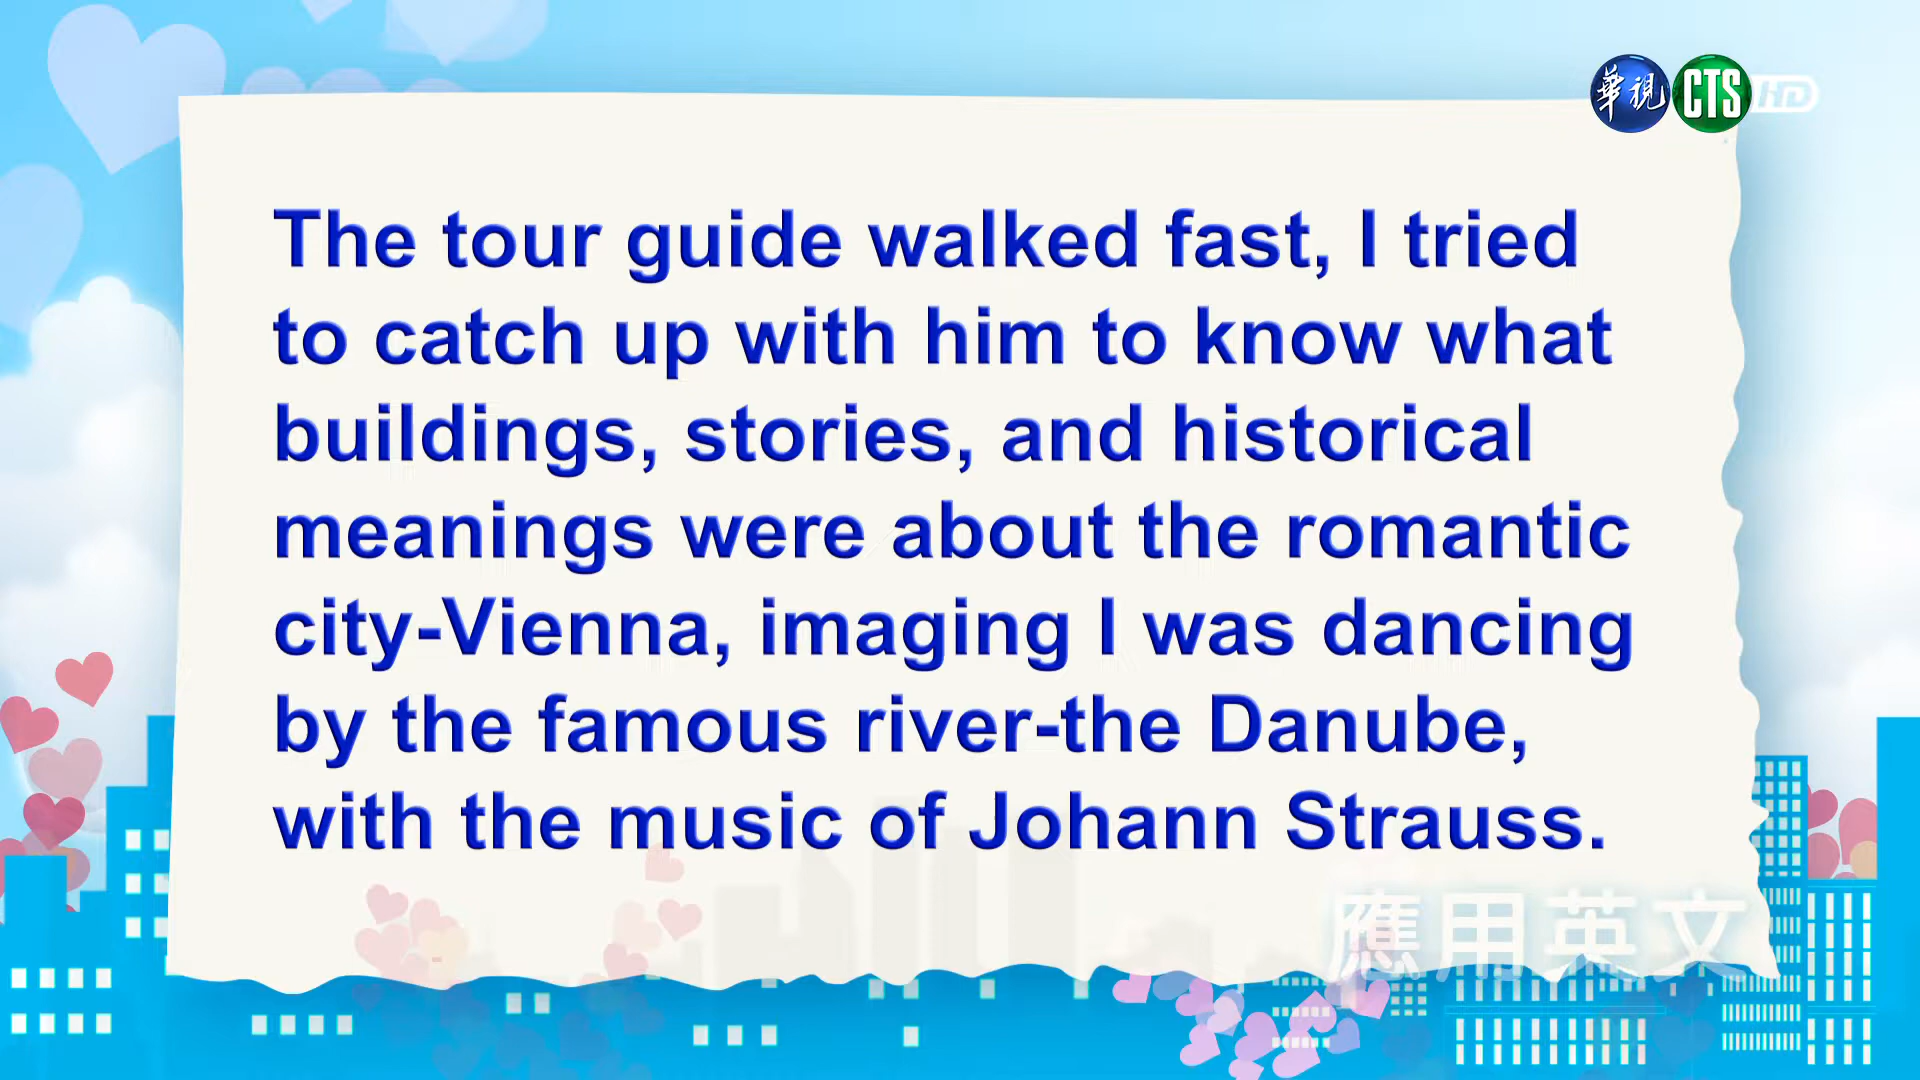 華視 CTS HD
The tour guide walked fast, I tried
to catch up with him to know what
buildings, stories, and historical
meanings were about the romantic
city-Vienna, imaging I was dancing
by the famous river-the Danube,
with the music of Johann Strauss.
應用英文